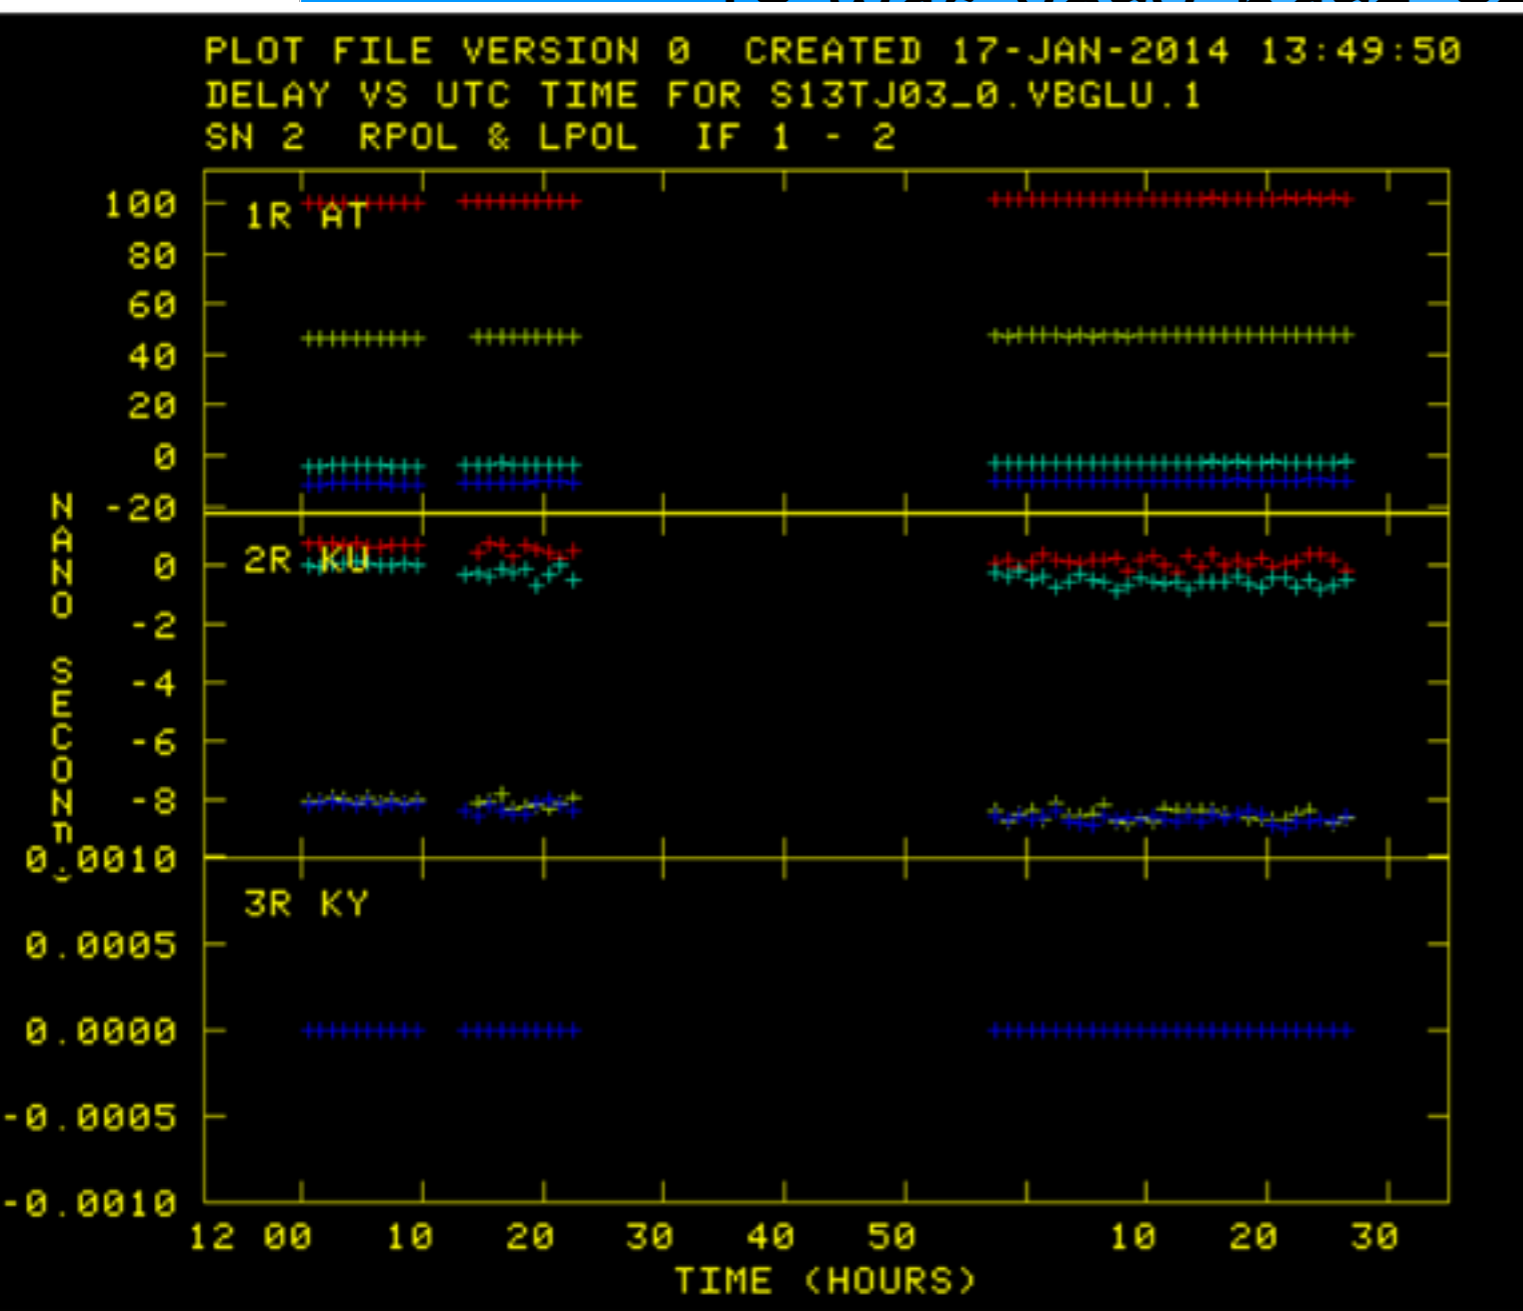 PLOT FILE VERSION 0 CREATED 17-JAN-2014 13:49:50
DELAY VS UTC TIME FOR S13TJ03_0.VBGLU.1
SN 2 RPOL & LPOL IF 1 - 2
100
1R AT
80
60
40
20
0
-20
2R KU
0
-2
-4
-6
-8
NANO SECON
0.0010
3R KY
0.0005
0.0000
-0.0005
-0.0010
12 00 10 20 30 40 50 10 20 30
TIME (HOURS)